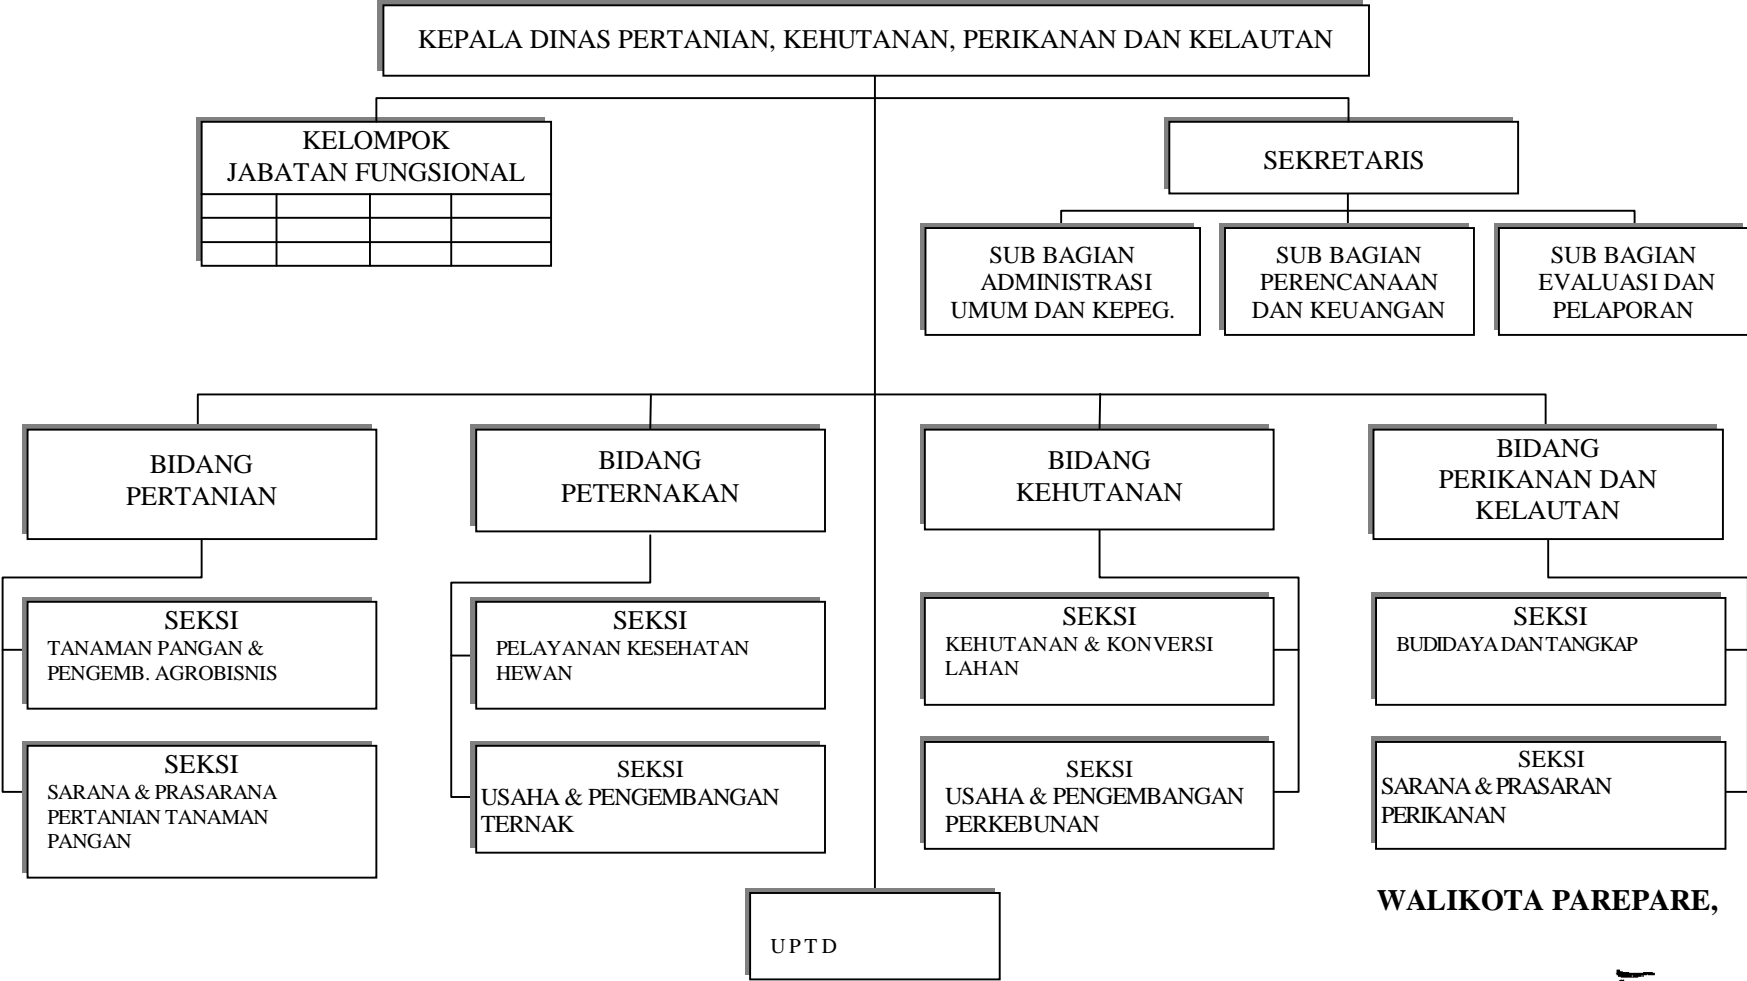 KEPALA DINAS PERTANIAN, KEHUTANAN, PERIKANAN DAN KELAUTAN
KELOMPOK
JABATAN FUNGSIONAL
SEKRETARIS
SUB BAGIAN
ADMINISTRASI
UMUM DAN KEPEG.
SUB BAGIAN
PERENCANAAN
DAN KEUANGAN
SUB BAGIAN
EVALUASI DAN
PELAPORAN
BIDANG
PERTANIAN
BIDANG
PETERNAKAN
BIDANG
KEHUTANAN
BIDANG
PERIKANAN DAN
KELAUTAN
SEKSI
TANAMAN PANGAN &
PENGEMB. AGROBISNIS
SEKSI
PELAYANAN KESEHATAN
HEWAN
SEKSI
KEHUTANAN & KONVERSI
LAHAN
SEKSI
BUDIDAYA DAN TANGKAP
SEKSI
SARANA & PRASARANA
PERTANIAN TANAMAN
PANGAN
SEKSI
USAHA & PENGEMBANGAN
TERNAK
SEKSI
USAHA & PENGEMBANGAN
PERKEBUNAN
SEKSI
SARANA & PRASARAN
PERIKANAN
WALIKOTA PAREPARE,
UPTD